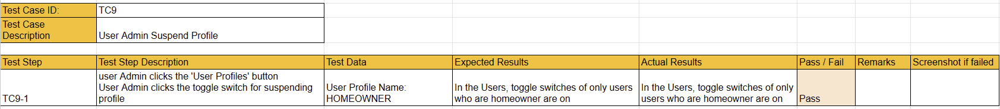 Test Case ID: TC9
Test Case
Description User Admin Suspend Profile
Test Step Test Step Description Test Data Expected Results Actual Results Pass / Fail Remarks Screenshot if failed
TC9-1
user Admin clicks the 'User Profiles' button
User Admin clicks the toggle switch for suspending
profile
User Profile Name:
HOMEOWNER
In the Users, toggle switches of only users
who are homeowner are on
In the Users, toggle switches of only
users who are homeowner are on
Pass